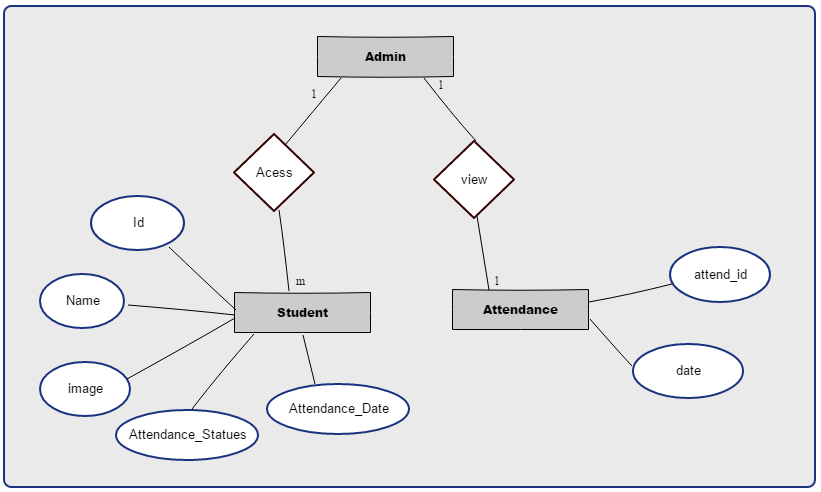 Admin
1
1
Acess
view
Id
attend_id
m
1
Name
Student
Attendance
date
image
Attendance_Date
Attendance_Statues